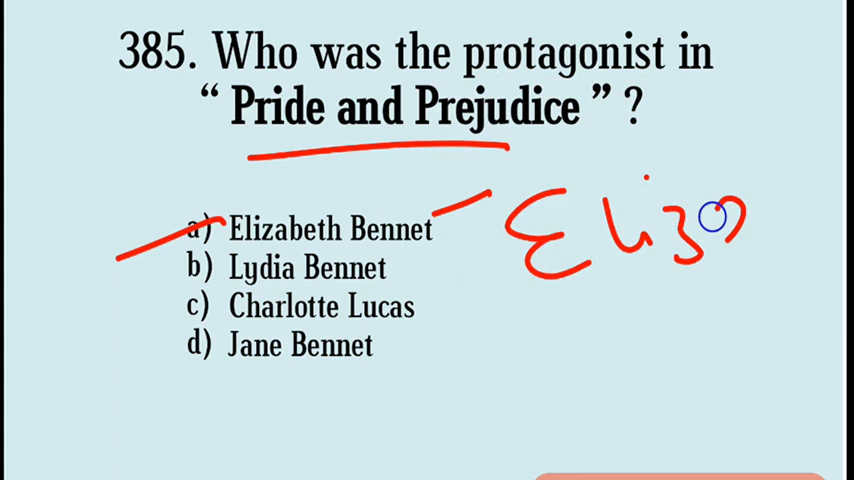 385. Who was the protagonist in
“ Pride and Prejudice ” ?
a) Elizabeth Bennet
b) Lydia Bennet
c) Charlotte Lucas
d) Jane Bennet